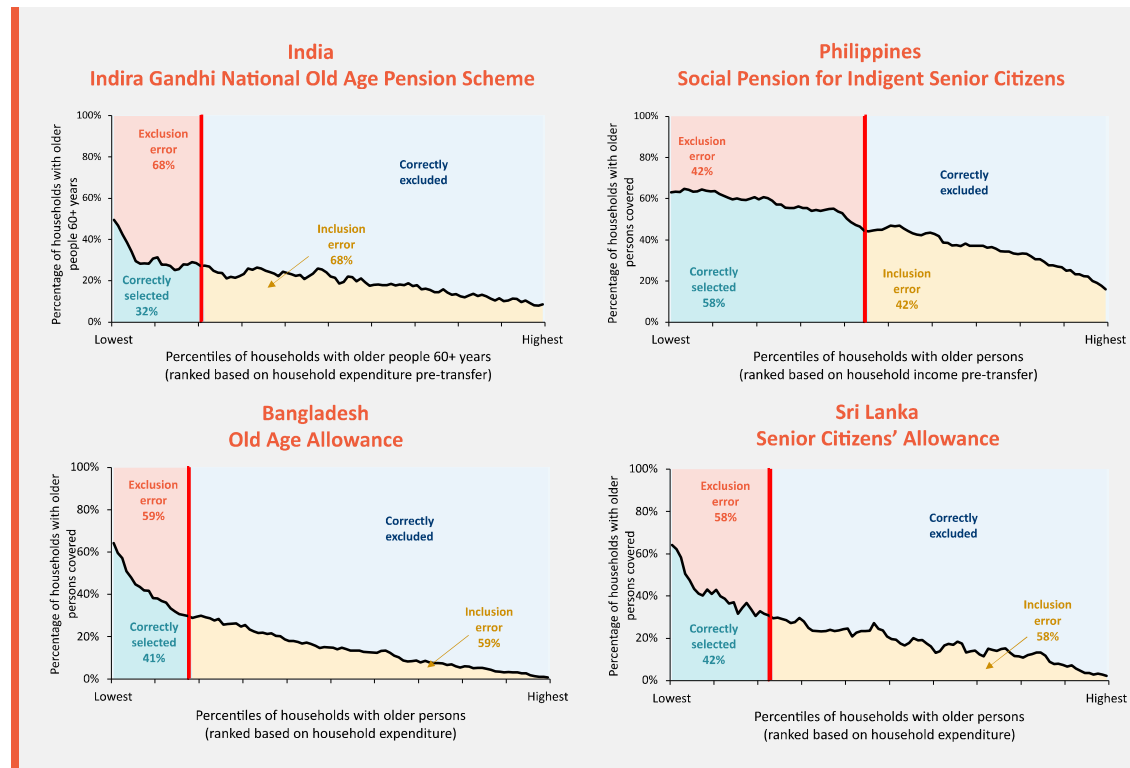 India
Indira Gandhi National Old Age Pension Scheme
Percentage of households with older
people 60+ years
100%
80%
60%
40%
20%
0%
Exclusion
error
68%
Correctly
excluded
Inclusion
error
68%
Correctly
selected
32%
Lowest
Highest
Percentiles of households with older people 60+ years
(ranked based on household expenditure pre-transfer)
Philippines
Social Pension for Indigent Senior Citizens
Percentage of households with older
persons covered
100%
80%
60%
40%
20%
0%
Exclusion
error
42%
Correctly
excluded
Correctly
selected
58%
Inclusion
error
42%
Lowest
Highest
Percentiles of households with older persons
(ranked based on household income pre-transfer)
Bangladesh
Old Age Allowance
Percentage of households with older
persons covered
100%
80%
60%
40%
20%
0%
Exclusion
error
59%
Correctly
excluded
Inclusion
error
59%
Correctly
selected
41%
Lowest
Highest
Percentiles of households with older persons
(ranked based on household expenditure)
Sri Lanka
Senior Citizens' Allowance
Percentage of households with older
persons covered
100%
80%
60%
40%
20%
0%
Exclusion
error
58%
Correctly
excluded
Inclusion
error
58%
Correctly
selected
42%
Lowest
Highest
Percentiles of households with older persons
(ranked based on household expenditure)